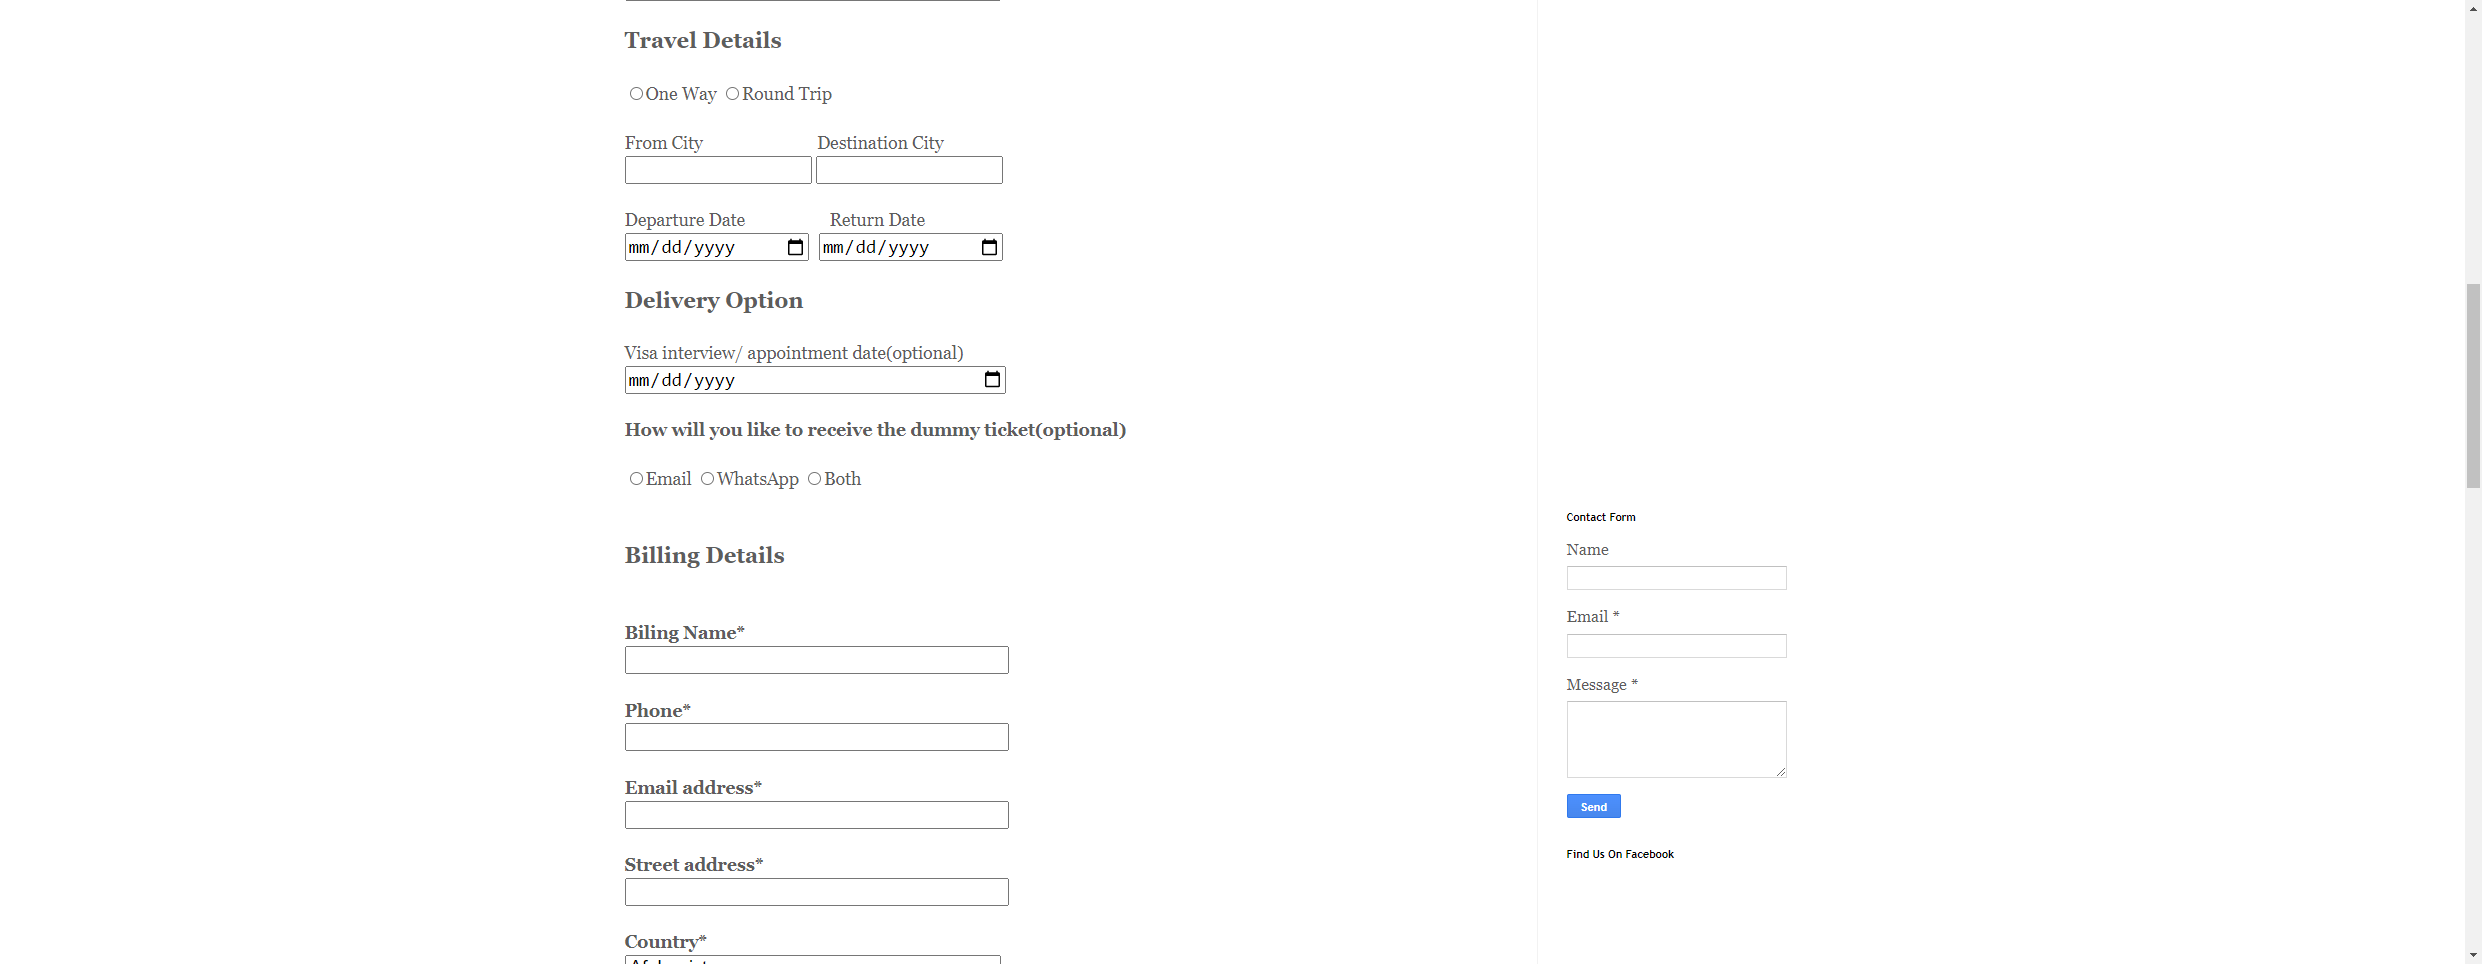 Travel Details
One Way Round Trip
From City Destination City
Departure Date Return Date
mm/dd/yyyy mm/dd/yyyy
Delivery Option
Visa interview/ appointment date(optional)
mm/dd/yyyy
How will you like to receive the dummy ticket(optional)
Email WhatsApp Both
Billing Details
Biling Name*
Phone*
Email address*
Street address*
Country*
Contact Form
Name
Email *
Message *
Send
Find Us On Facebook